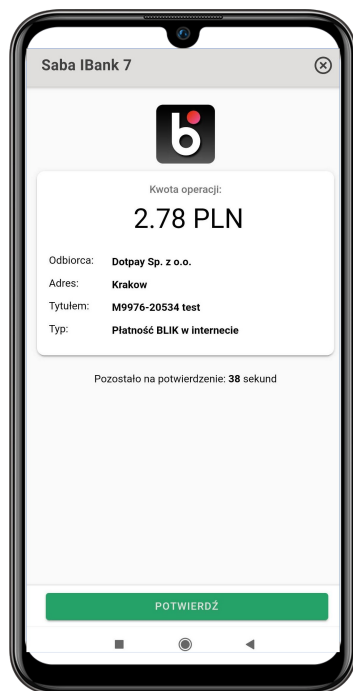 Saba IBank 7
b
Kwota operacji:
2.78 PLN
Odbiorca: Dotpay Sp. z o.o.
Adres: Krakow
Tytułem: M9976-20534 test
Typ: Płatność BLIK w internecie
Pozostało na potwierdzenie: 38 sekund
POTWIERDŹ